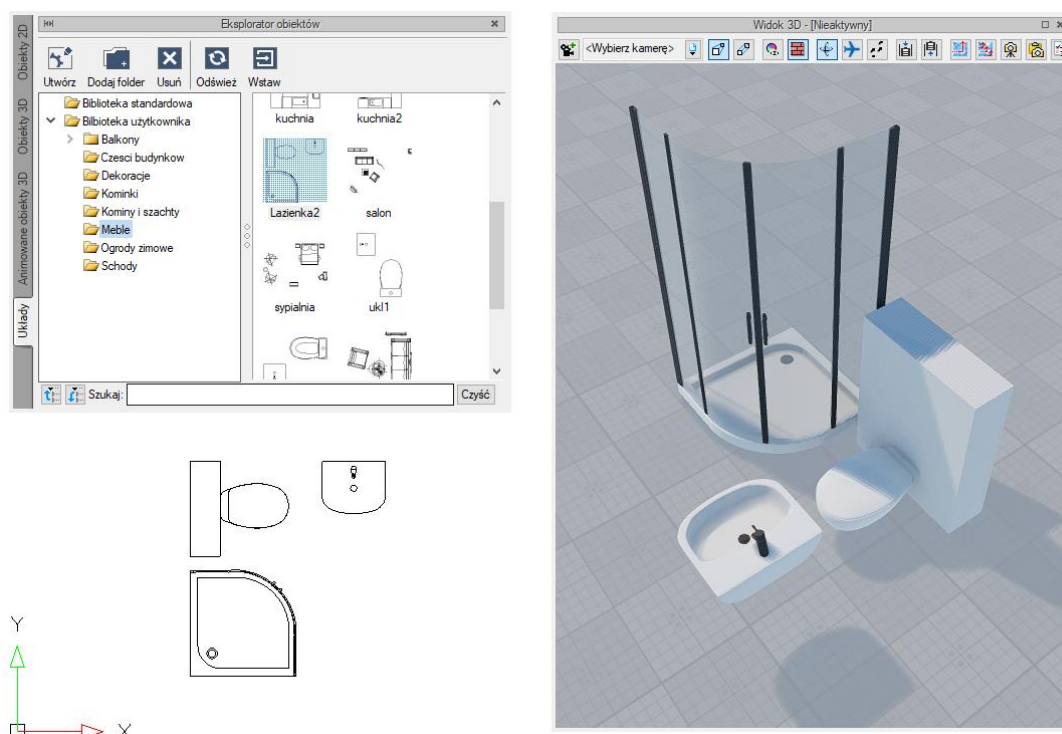 Eksplorator obiektów
Utwórz Dodaj folder Usuń Odśwież Wstaw
Obiekty 2D
Obiekty 3D
Animowane obiekty 3D
Układy
Biblioteka standardowa
Bilbioteka użytkownika
Balkony
Czesci budynkow
Dekoracje
Kominki
Kominy i szachty
Meble
Ogrody zimowe
Schody
kuchnia kuchnia2
Lazienka2 salon
sypialnia ukl1
Szukaj: Czyść
Y
X
Widok 3D - [Nieaktywny]
<Wybierz kamerę>